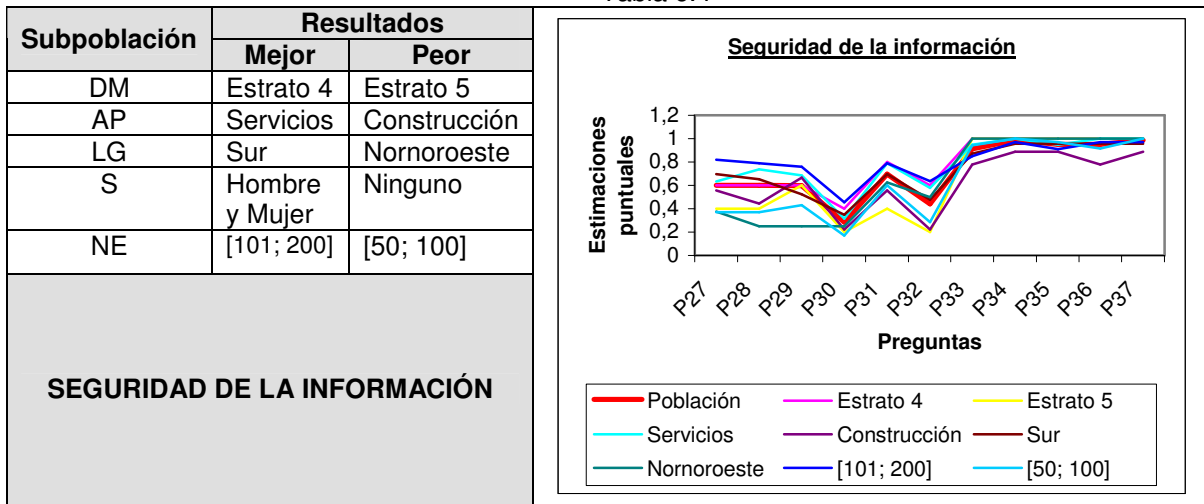 Subpoblación Resultados
Mejor Peor
DM Estrato 4 Estrato 5
AP Servicios Construcción
LG Sur Nornoroeste
S Hombre y Mujer Ninguno
NE [101; 200] [50; 100]
SEGURIDAD DE LA INFORMACIÓN
Seguridad de la información
Estimaciones
puntuales
1,2
1
0,8
0,6
0,4
0,2
0
P27 P28 P29 P30 P31 P32 P33 P34 P35 P36 P37
Preguntas
Población Estrato 4 Estrato 5
Servicios Construcción Sur
Nornoroeste [101; 200] [50; 100]